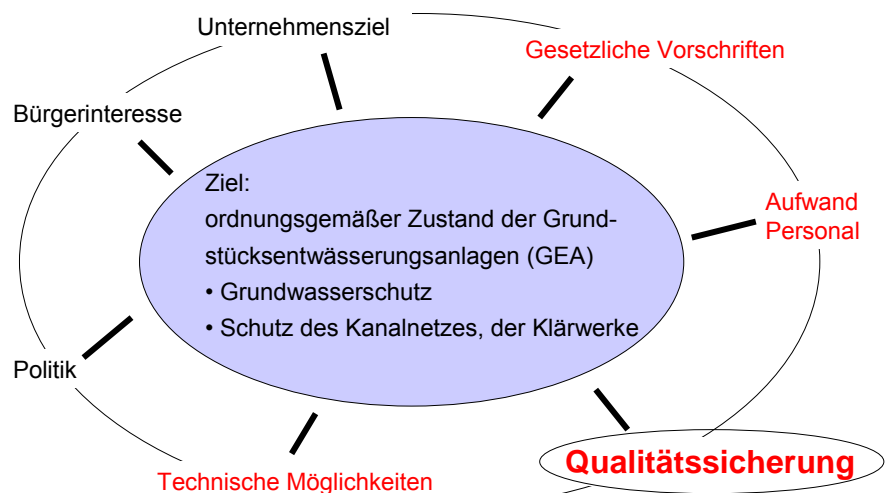 Unternehmensziel
Gesetzliche Vorschriften
Bürgerinteresse
Ziel:
ordnungsgemäßer Zustand der Grund-
stücksentwässerungsanlagen (GEA)
• Grundwasserschutz
• Schutz des Kanalnetzes, der Klärwerke
Aufwand
Personal
Politik
Technische Möglichkeiten
Qualitätssicherung